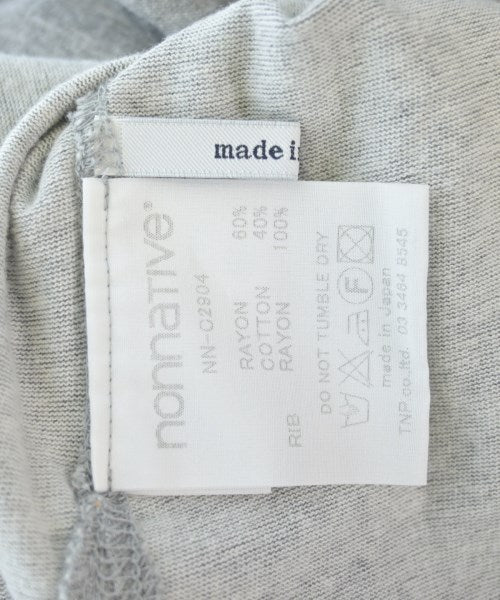 made in
nonnative®
NN-O2904
RAYON 60%
COTTON 40%
RIB RAYON 100%
DO NOT TUMBLE DRY
F
made in Japan
TNP co.ltd. 03 3464 8545